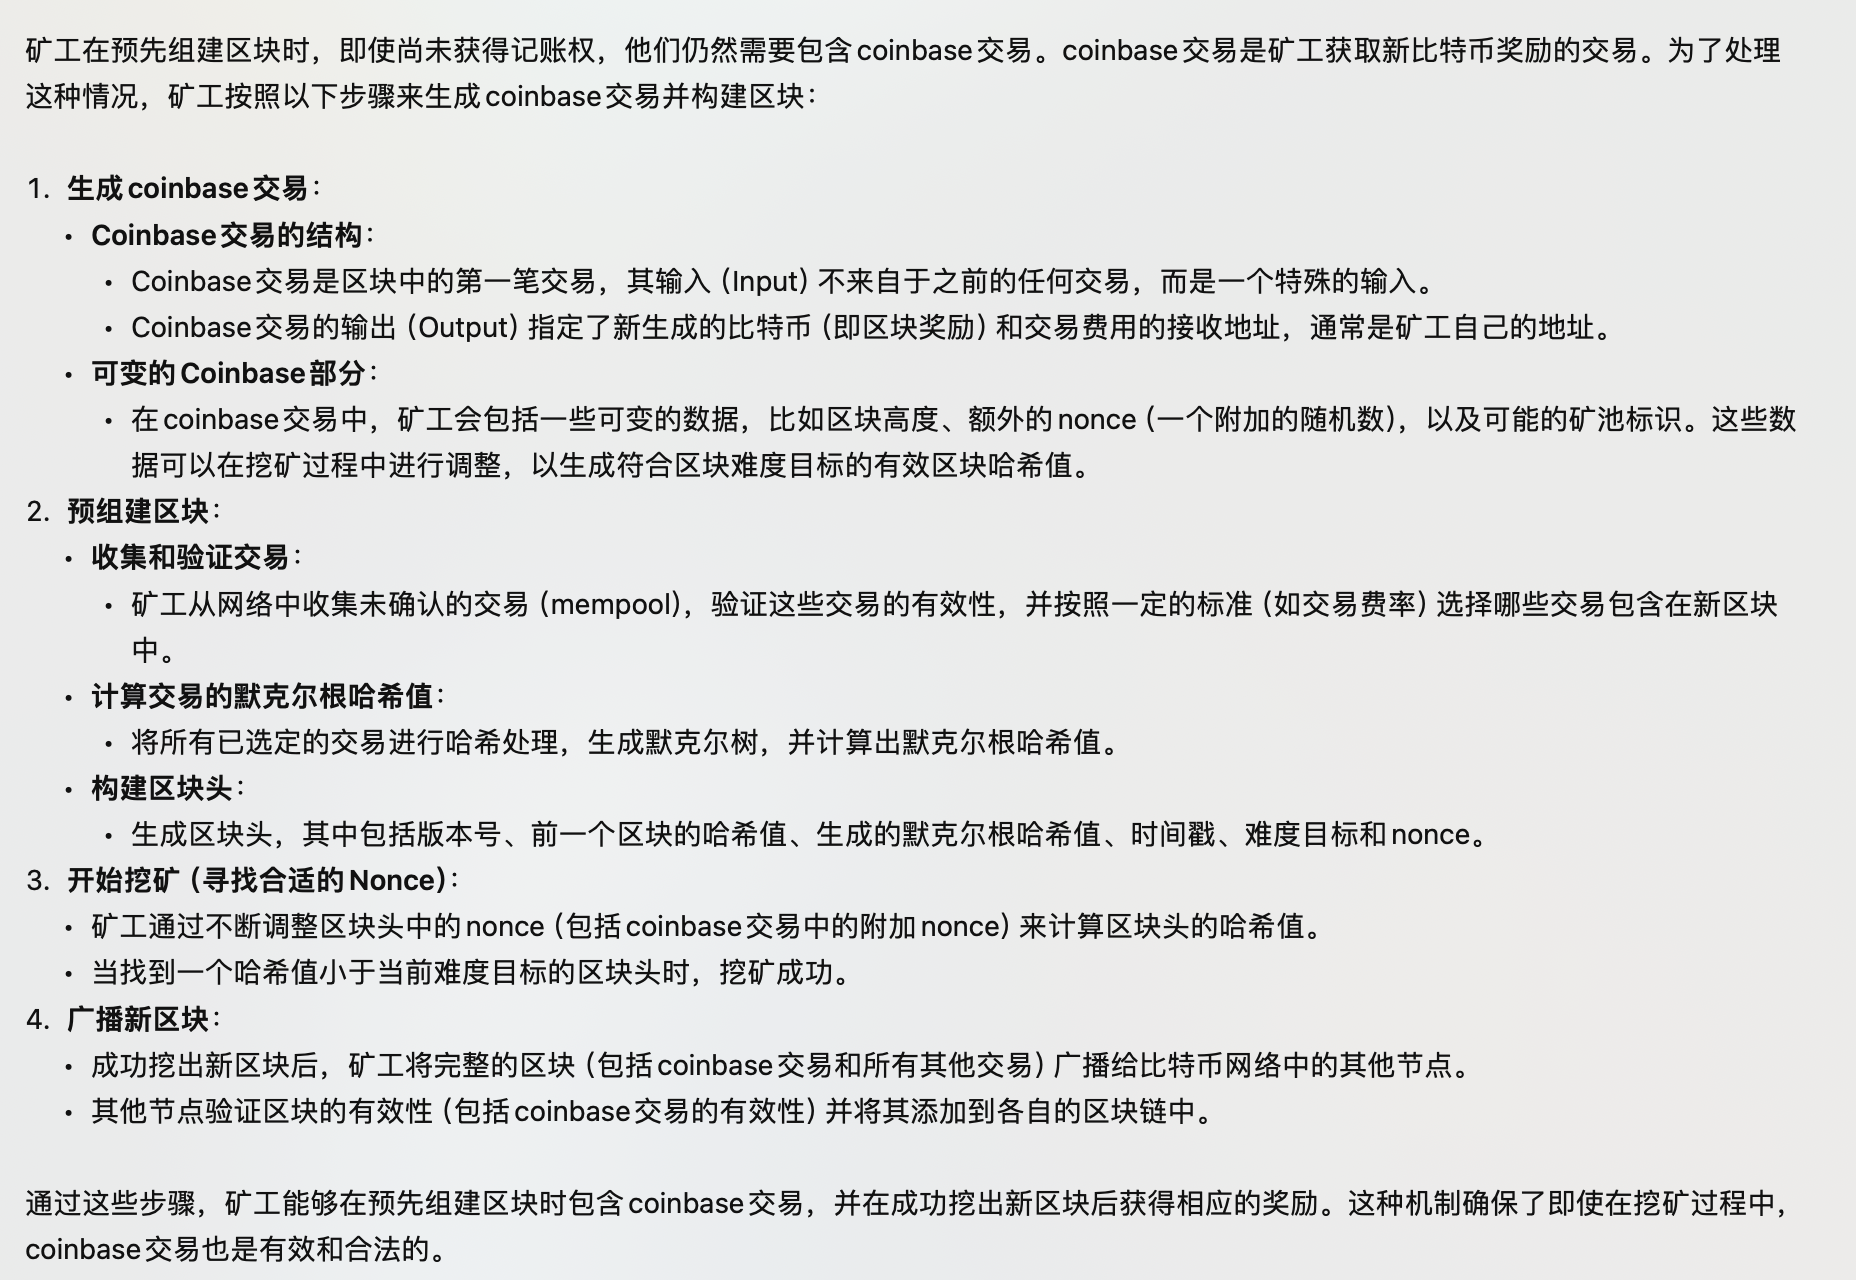 矿工在预先组建区块时，即使尚未获得记账权，他们仍然需要包含coinbase交易。coinbase交易是矿工获取新比特币奖励的交易。为了处理
这种情况，矿工按照以下步骤来生成coinbase交易并构建区块：
1. 生成coinbase交易：
• Coinbase交易的结构：
• Coinbase交易是区块中的第一笔交易，其输入（Input）不来自于之前的任何交易，而是一个特殊的输入。
• Coinbase交易的输出（Output）指定了新生成的比特币（即区块奖励）和交易费用的接收地址，通常是矿工自己的地址。
• 可变的Coinbase部分：
• 在coinbase交易中，矿工会包括一些可变的数据，比如区块高度、额外的nonce（一个附加的随机数），以及可能的矿池标识。这些数
据可以在挖矿过程中进行调整，以生成符合区块难度目标的有效区块哈希值。
2. 预组建区块：
• 收集和验证交易：
• 矿工从网络中收集未确认的交易（mempool），验证这些交易的有效性，并按照一定的标准（如交易费率）选择哪些交易包含在新区块
中。
• 计算交易的默克尔根哈希值：
• 将所有已选定的交易进行哈希处理，生成默克尔树，并计算出默克尔根哈希值。
• 构建区块头：
• 生成区块头，其中包括版本号、前一个区块的哈希值、生成的默克尔根哈希值、时间戳、难度目标和nonce。
3. 开始挖矿（寻找合适的Nonce）：
• 矿工通过不断调整区块头中的nonce（包括coinbase交易中的附加nonce）来计算区块头的哈希值。
• 当找到一个哈希值小于当前难度目标的区块头时，挖矿成功。
4. 广播新区块：
• 成功挖出新区块后，矿工将完整的区块（包括coinbase交易和所有其他交易）广播给比特币网络中的其他节点。
• 其他节点验证区块的有效性（包括coinbase交易的有效性）并将其添加到各自的区块链中。
通过这些步骤，矿工能够在预先组建区块时包含coinbase交易，并在成功挖出新区块后获得相应的奖励。这种机制确保了即使在挖矿过程中，
coinbase交易也是有效和合法的。